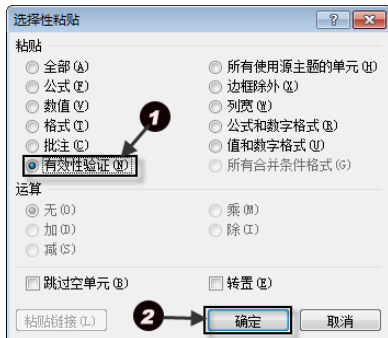 选择性粘贴
粘贴
全部(A) 所有使用源主题的单元(H)
公式(F) 边框除外(X)
数值(V) 列宽(W)
格式(T) 公式和数字格式(R)
批注(C) 值和数字格式(U)
有效性验证(N) 所有合并条件格式(G)
1
运算
无(O) 乘(M)
加(D) 除(I)
减(S)
跳过空单元(B) 转置(E)
粘贴链接(L) 2 确定 取消